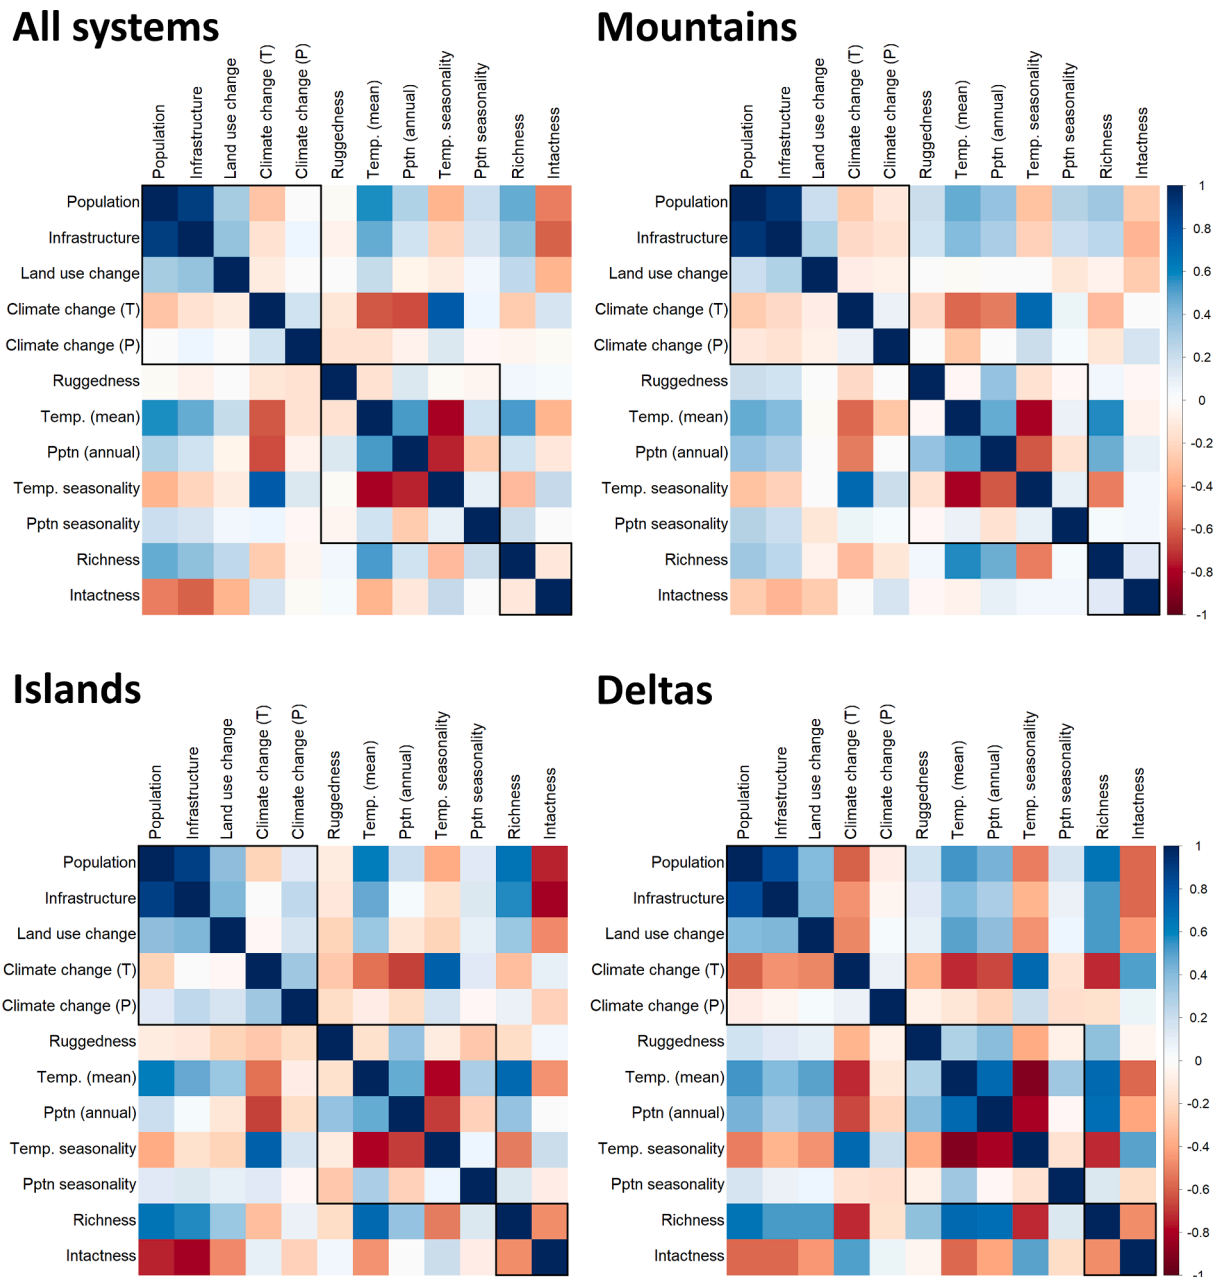 All systems
Mountains
Population
Infrastructure
Land use change
Climate change (T)
Climate change (P)
Ruggedness
Temp. (mean)
Pptn (annual)
Temp. seasonality
Pptn seasonality
Richness
Intactness
Population
Infrastructure
Land use change
Climate change (T)
Climate change (P)
Ruggedness
Temp. (mean)
Pptn (annual)
Temp. seasonality
Pptn seasonality
Richness
Intactness
Population
Infrastructure
Land use change
Climate change (T)
Climate change (P)
Ruggedness
Temp. (mean)
Pptn (annual)
Temp. seasonality
Pptn seasonality
Richness
Intactness
Population
Infrastructure
Land use change
Climate change (T)
Climate change (P)
Ruggedness
Temp. (mean)
Pptn (annual)
Temp. seasonality
Pptn seasonality
Richness
Intactness
1
0.8
0.6
0.4
0.2
0
-0.2
-0.4
-0.6
-0.8
-1
Islands
Deltas
Population
Infrastructure
Land use change
Climate change (T)
Climate change (P)
Ruggedness
Temp. (mean)
Pptn (annual)
Temp. seasonality
Pptn seasonality
Richness
Intactness
Population
Infrastructure
Land use change
Climate change (T)
Climate change (P)
Ruggedness
Temp. (mean)
Pptn (annual)
Temp. seasonality
Pptn seasonality
Richness
Intactness
Population
Infrastructure
Land use change
Climate change (T)
Climate change (P)
Ruggedness
Temp. (mean)
Pptn (annual)
Temp. seasonality
Pptn seasonality
Richness
Intactness
Population
Infrastructure
Land use change
Climate change (T)
Climate change (P)
Ruggedness
Temp. (mean)
Pptn (annual)
Temp. seasonality
Pptn seasonality
Richness
Intactness
1
0.8
0.6
0.4
0.2
0
-0.2
-0.4
-0.6
-0.8
-1